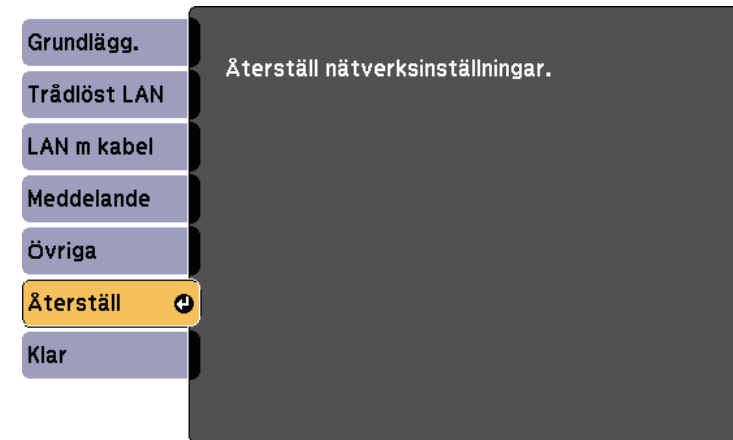 Grundlägg.
Trådlöst LAN
LAN m kabel
Meddelande
Övriga
Återställ
Klar
Återställ nätverksinställningar.